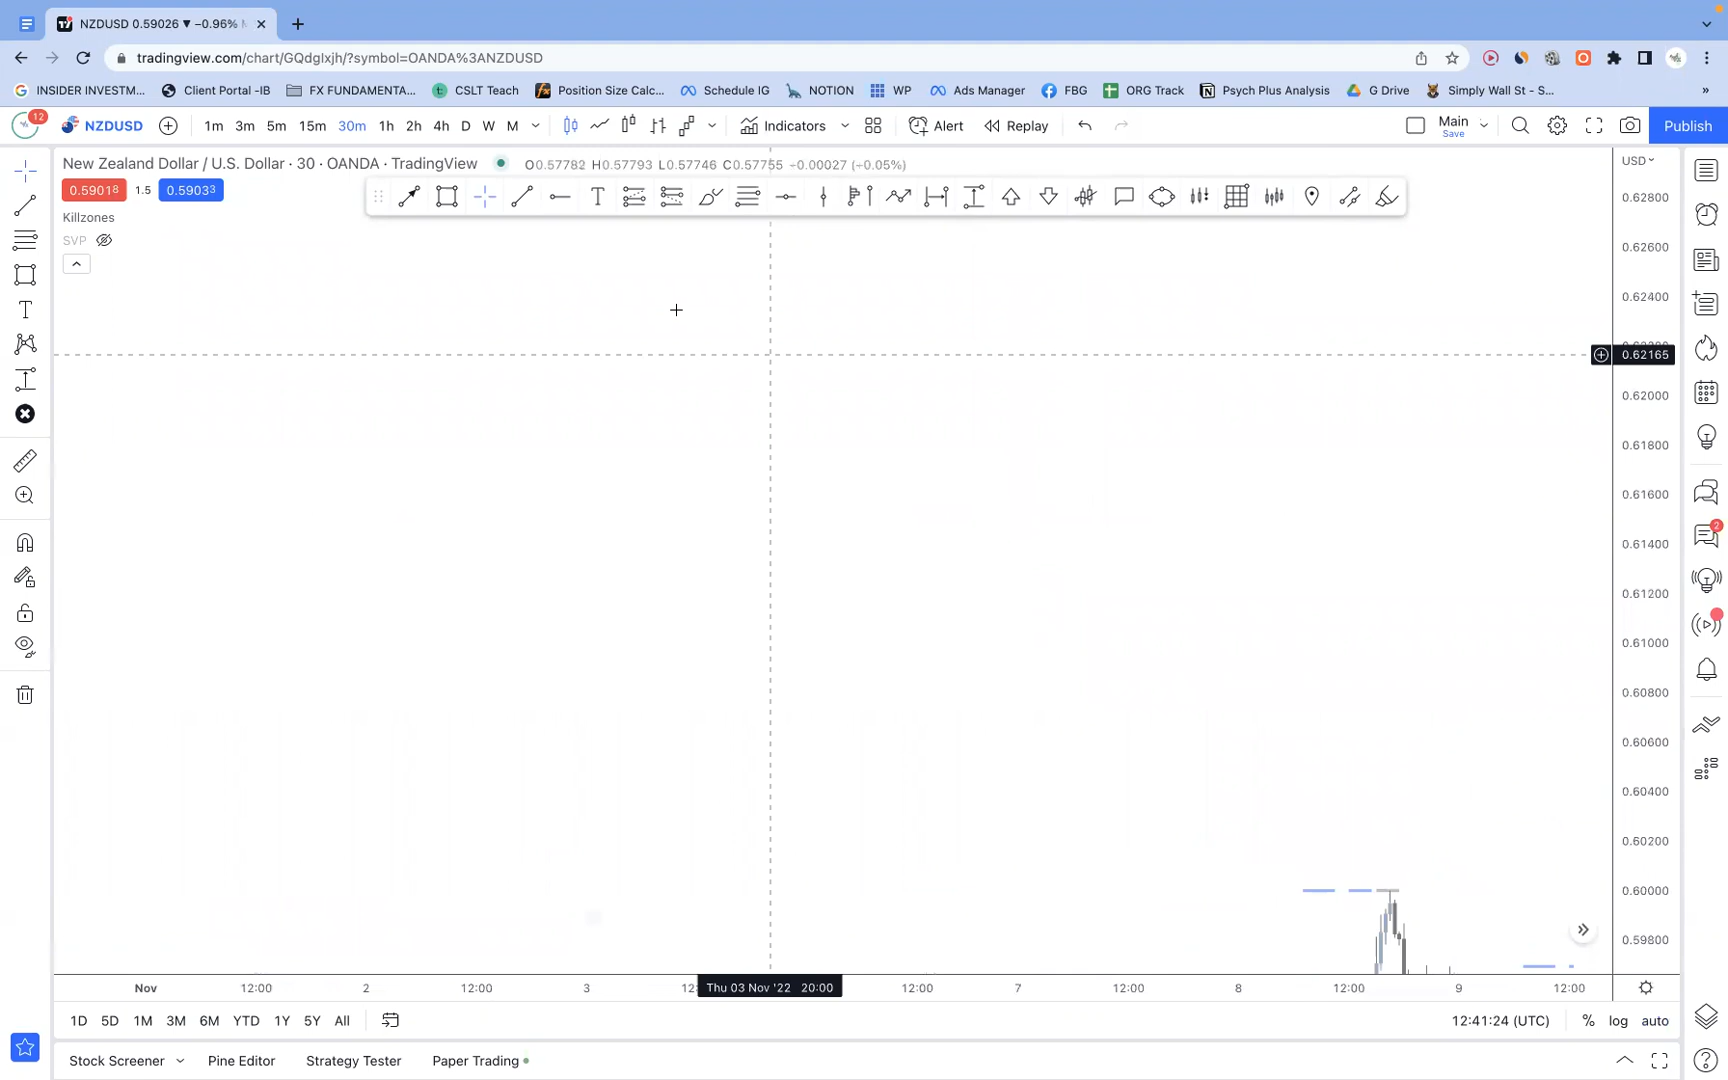 NZDUSD 0.59026 ▼ −0.96%
tradingview.com/chart/GQdglxjh/?symbol=OANDA%3ANZDUSD
INSIDER INVESTM... Client Portal -IB FX FUNDAMENTA... CSLT Teach Position Size Calc... Schedule IG NOTION WP Ads Manager FBG ORG Track Psych Plus Analysis G Drive Simply Wall St - S... »
12 NZDUSD 1m 3m 5m 15m 30m 1h 2h 4h D W M Indicators Alert Replay Main Save Publish
New Zealand Dollar / U.S. Dollar · 30 · OANDA · TradingView O0.57782 H0.57793 L0.57746 C0.57755 −0.00027 (−0.05%) USD
0.59018 1.5 0.59033
Killzones
SVP
0.62800
0.62600
0.62400
0.62165
0.62000
0.61800
0.61600
0.61400
0.61200
0.61000
0.60800
0.60600
0.60400
0.60200
0.60000
0.59800
2
Nov 12:00 2 12:00 3 12: Thu 03 Nov '22 20:00 12:00 7 12:00 8 12:00 9 12:00
1D 5D 1M 3M 6M YTD 1Y 5Y All 12:41:24 (UTC) % log auto
Stock Screener Pine Editor Strategy Tester Paper Trading